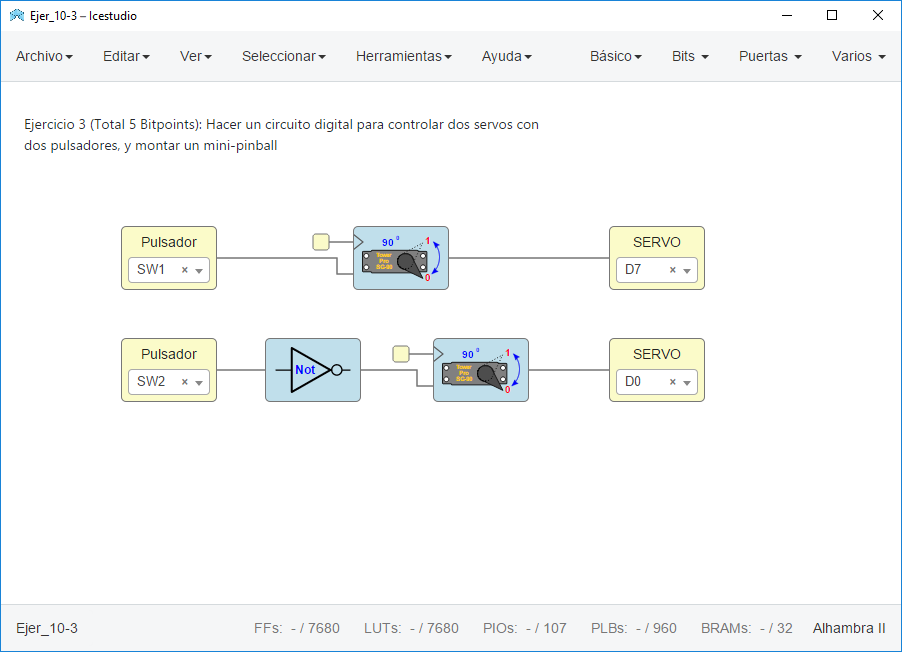 Ejer_10-3 – Icestudio
Archivo Editar Ver Seleccionar Herramientas Ayuda Básico Bits Puertas Varios
Ejercicio 3 (Total 5 Bitpoints): Hacer un circuito digital para controlar dos servos con
dos pulsadores, y montar un mini-pinball
Pulsador
SW1 ×
90 º
1
Tower
Pro
SG-90
0
SERVO
D7 ×
Pulsador
SW2 ×
Not
90 º
1
Tower
Pro
SG-90
0
SERVO
D0 ×
Ejer_10-3 FFs: - / 7680 LUTs: - / 7680 PIOs: - / 107 PLBs: - / 960 BRAMs: - / 32 Alhambra II